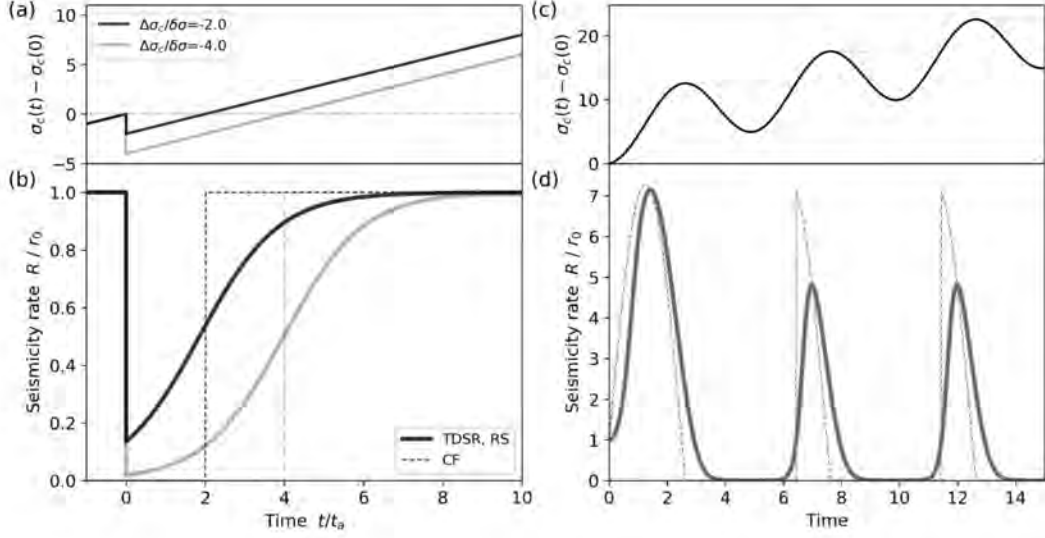 (a)
Δσc/δσ=-2.0
Δσc/δσ=-4.0
σc(t) − σc(0)
10
5
0
−5
(b)
Seismicity rate R / r0
1.0
0.8
0.6
0.4
0.2
0.0
TDSR, RS
CF
0 2 4 6 8 10
Time t/ta
(c)
σc(t) − σc(0)
20
10
0
(d)
Seismicity rate R / r0
7
6
5
4
3
2
1
0
0 2 4 6 8 10 12 14
Time